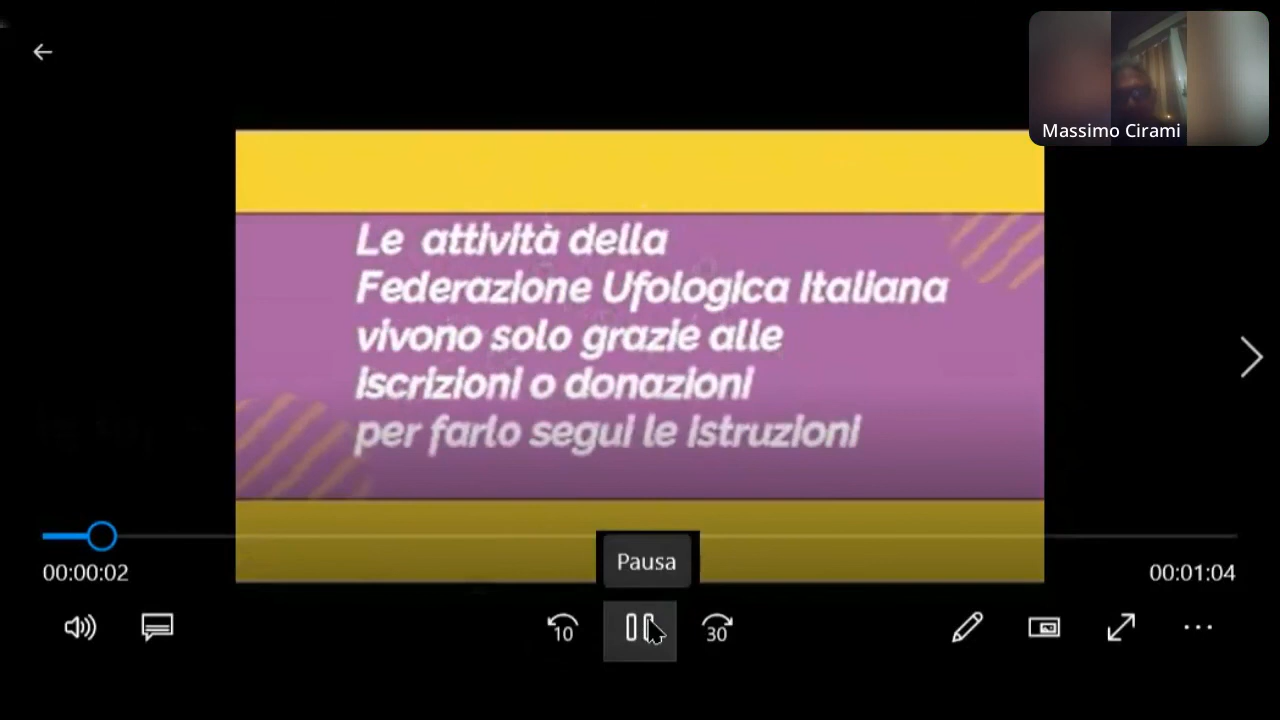 Massimo Cirami
Le attività della
Federazione Ufologica Italiana
vivono solo grazie alle
iscrizioni o donazioni
per farlo segui le istruzioni
Pausa
00:00:02
00:01:04
10
30